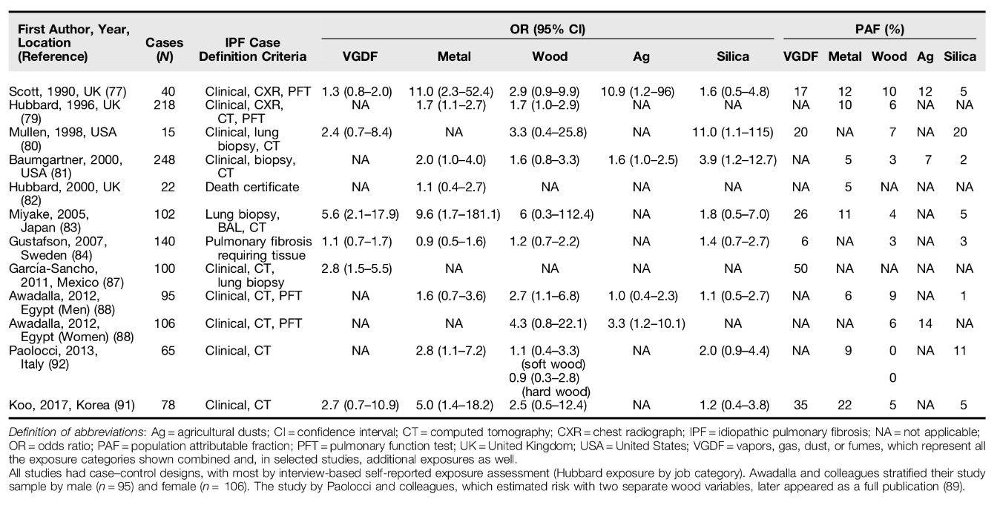 First Author, Year, Location (Reference) Cases (N) IPF Case Definition Criteria OR (95% CI) PAF (%)
VGDF Metal Wood Ag Silica VGDF Metal Wood Ag Silica
Scott, 1990, UK (77) 40 Clinical, CXR, PFT 1.3 (0.8–2.0) 11.0 (2.3–52.4) 2.9 (0.9–9.9) 10.9 (1.2–96) 1.6 (0.5–4.8) 17 12 10 12 5
Hubbard, 1996, UK 218 Clinical, CXR, NA 1.7 (1.1–2.7) 1.7 (1.0–2.9) NA NA NA 10 6 NA NA
(79) CT, PFT
Mullen, 1998, USA 15 Clinical, lung 2.4 (0.7–8.4) NA 3.3 (0.4–25.8) NA 11.0 (1.1–115) 20 NA 7 NA 20
(80) biopsy, CT
Baumgartner, 2000, 248 Clinical, biopsy, NA 2.0 (1.0–4.0) 1.6 (0.8–3.3) 1.6 (1.0–2.5) 3.9 (1.2–12.7) NA 5 3 7 2
USA (81) CT
Hubbard, 2000, UK 22 Death certificate NA 1.1 (0.4–2.7) NA NA NA NA 5 NA NA NA
(82)
Miyake, 2005, 102 Lung biopsy, 5.6 (2.1–17.9) 9.6 (1.7–181.1) 6 (0.3–112.4) NA 1.8 (0.5–7.0) 26 11 4 NA 5
Japan (83) BAL, CT
Gustafson, 2007, 140 Pulmonary fibrosis 1.1 (0.7–1.7) 0.9 (0.5–1.6) 1.2 (0.7–2.2) NA 1.4 (0.7–2.7) 6 NA 3 NA 3
Sweden (84) requiring tissue
García-Sancho, 100 Clinical, CT, 2.8 (1.5–5.5) NA NA NA NA 50 NA NA NA NA
2011, Mexico (87) lung biopsy
Awadalla, 2012, 95 Clinical, CT, PFT NA 1.6 (0.7–3.6) 2.7 (1.1–6.8) 1.0 (0.4–2.3) 1.1 (0.5–2.7) NA 6 9 NA 1
Egypt (Men) (88)
Awadalla, 2012, 106 Clinical, CT, PFT NA NA 4.3 (0.8–22.1) 3.3 (1.2–10.1) NA NA NA 6 14 NA
Egypt (Women) (88)
Paolocci, 2013, 65 Clinical, CT NA 2.8 (1.1–7.2) 1.1 (0.4–3.3) NA 2.0 (0.9–4.4) NA 9 0 NA 11
Italy (92) (soft wood)
0.9 (0.3–2.8) 0
(hard wood)
Koo, 2017, Korea (91) 78 Clinical, CT 2.7 (0.7–10.9) 5.0 (1.4–18.2) 2.5 (0.5–12.4) NA 1.2 (0.4–3.8) 35 22 5 NA 5
Definition of abbreviations: Ag = agricultural dusts; CI = confidence interval; CT = computed tomography; CXR = chest radiograph; IPF = idiopathic pulmonary fibrosis; NA = not applicable;
OR = odds ratio; PAF = population attributable fraction; PFT = pulmonary function test; UK = United Kingdom; USA = United States; VGDF = vapors, gas, dust, or fumes, which represent all
the exposure categories shown combined and, in selected studies, additional exposures as well.
All studies had case–control designs, with most by interview-based self-reported exposure assessment (Hubbard exposure by job category). Awadalla and colleagues stratified their study
sample by male (n = 95) and female (n = 106). The study by Paolocci and colleagues, which estimated risk with two separate wood variables, later appeared as a full publication (89).